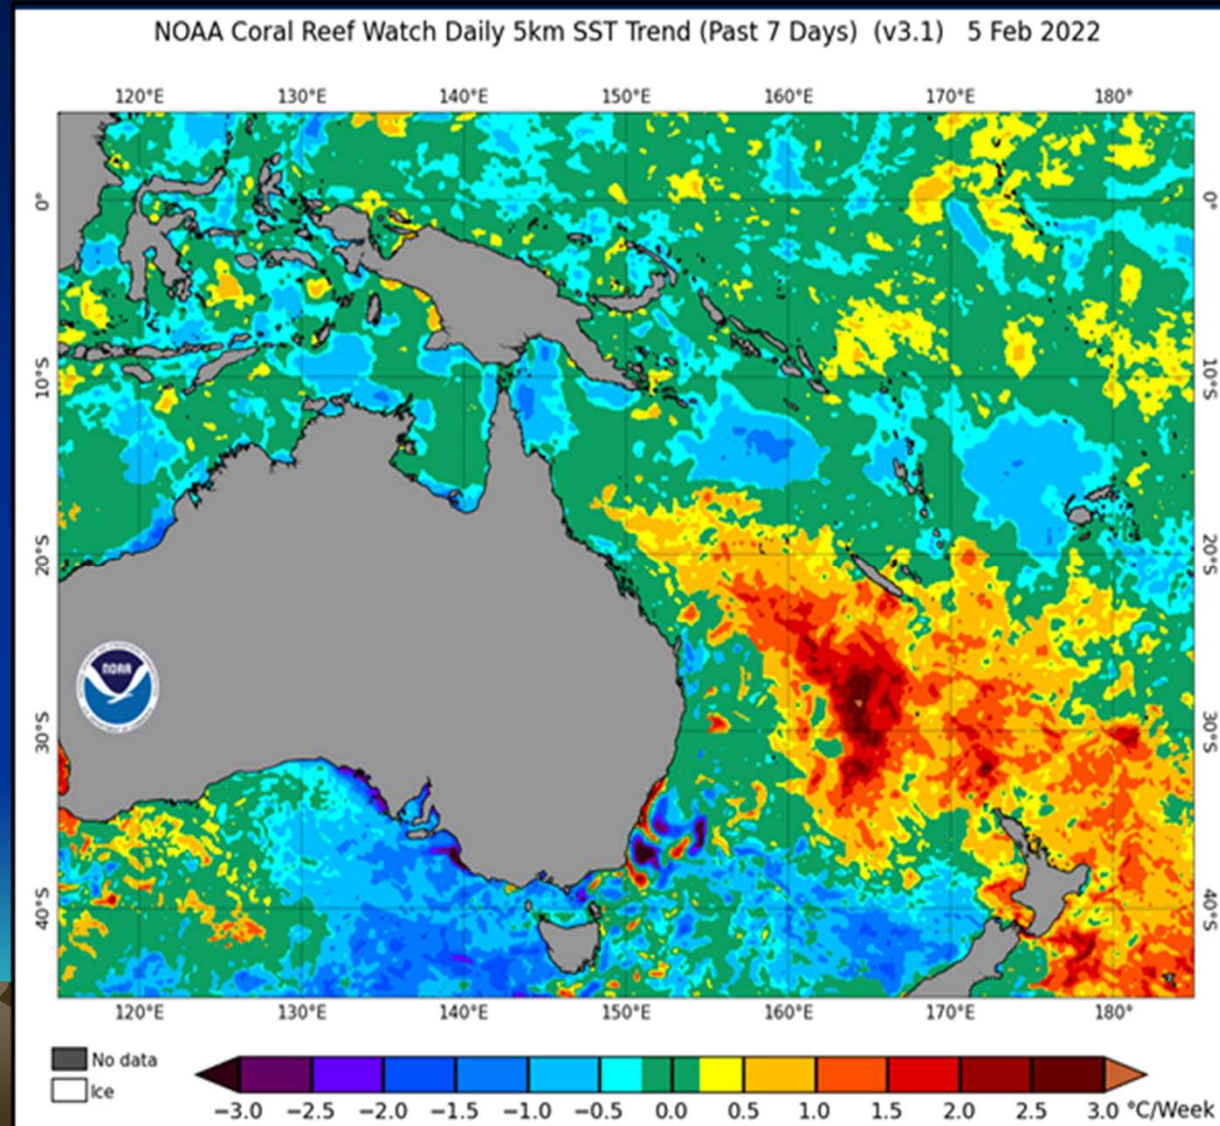 NOAA Coral Reef Watch Daily 5km SST Trend (Past 7 Days) (v3.1) 5 Feb 2022
120°E 130°E 140°E 150°E 160°E 170°E 180°
0° 0°
10°S 10°S
20°S 20°S
NOAA
30°S 30°S
40°S 40°S
120°E 130°E 140°E 150°E 160°E 170°E 180°
No data
Ice
−3.0 −2.5 −2.0 −1.5 −1.0 −0.5 0.0 0.5 1.0 1.5 2.0 2.5 3.0 °C/Week